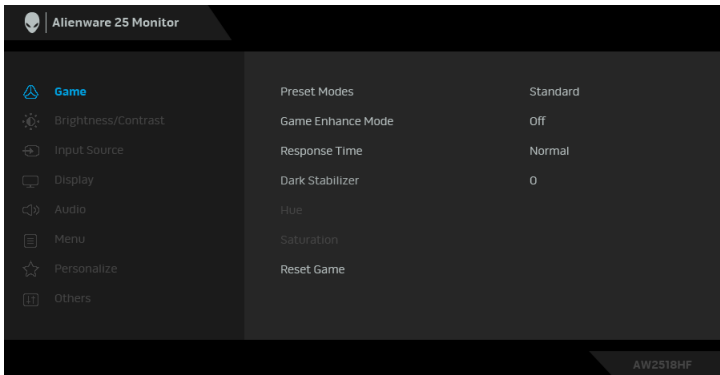 Alienware 25 Monitor
Game
Preset Modes Standard
Brightness/Contrast
Game Enhance Mode Off
Input Source
Response Time Normal
Display
Dark Stabilizer 0
Audio
Hue
Menu
Saturation
Personalize
Reset Game
Others
AW2518HF